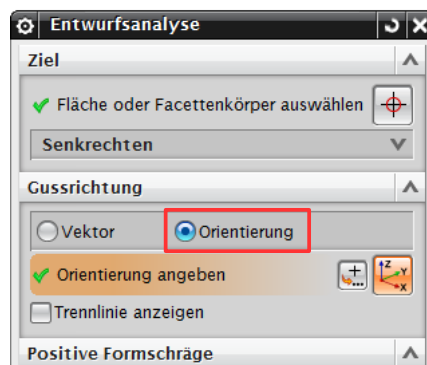 Entwurfsanalyse
Ziel
Fläche oder Facettenkörper auswählen
Senkrechten
Gussrichtung
Vektor Orientierung
Orientierung angeben
Z
Y
X
Trennlinie anzeigen
Positive Formschräge